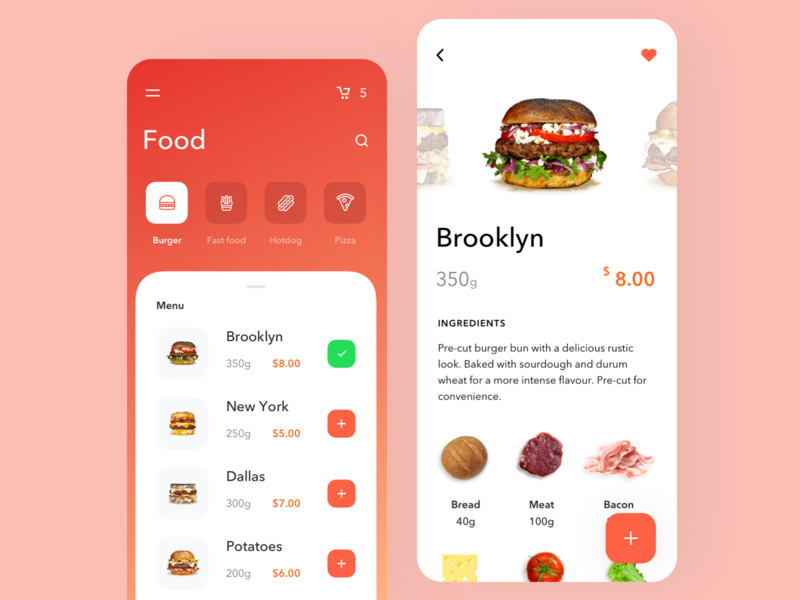 5
Food
Burger
Fast food
Hotdog
Pizza
Menu
Brooklyn
350g
$8.00
New York
250g
$5.00
Dallas
300g
$7.00
Potatoes
200g
$6.00
Brooklyn
350g
$ 8.00
INGREDIENTS
Pre-cut burger bun with a delicious rustic
look. Baked with sourdough and durum
wheat for a more intense flavour. Pre-cut for
convenience.
Bread
40g
Meat
100g
Bacon